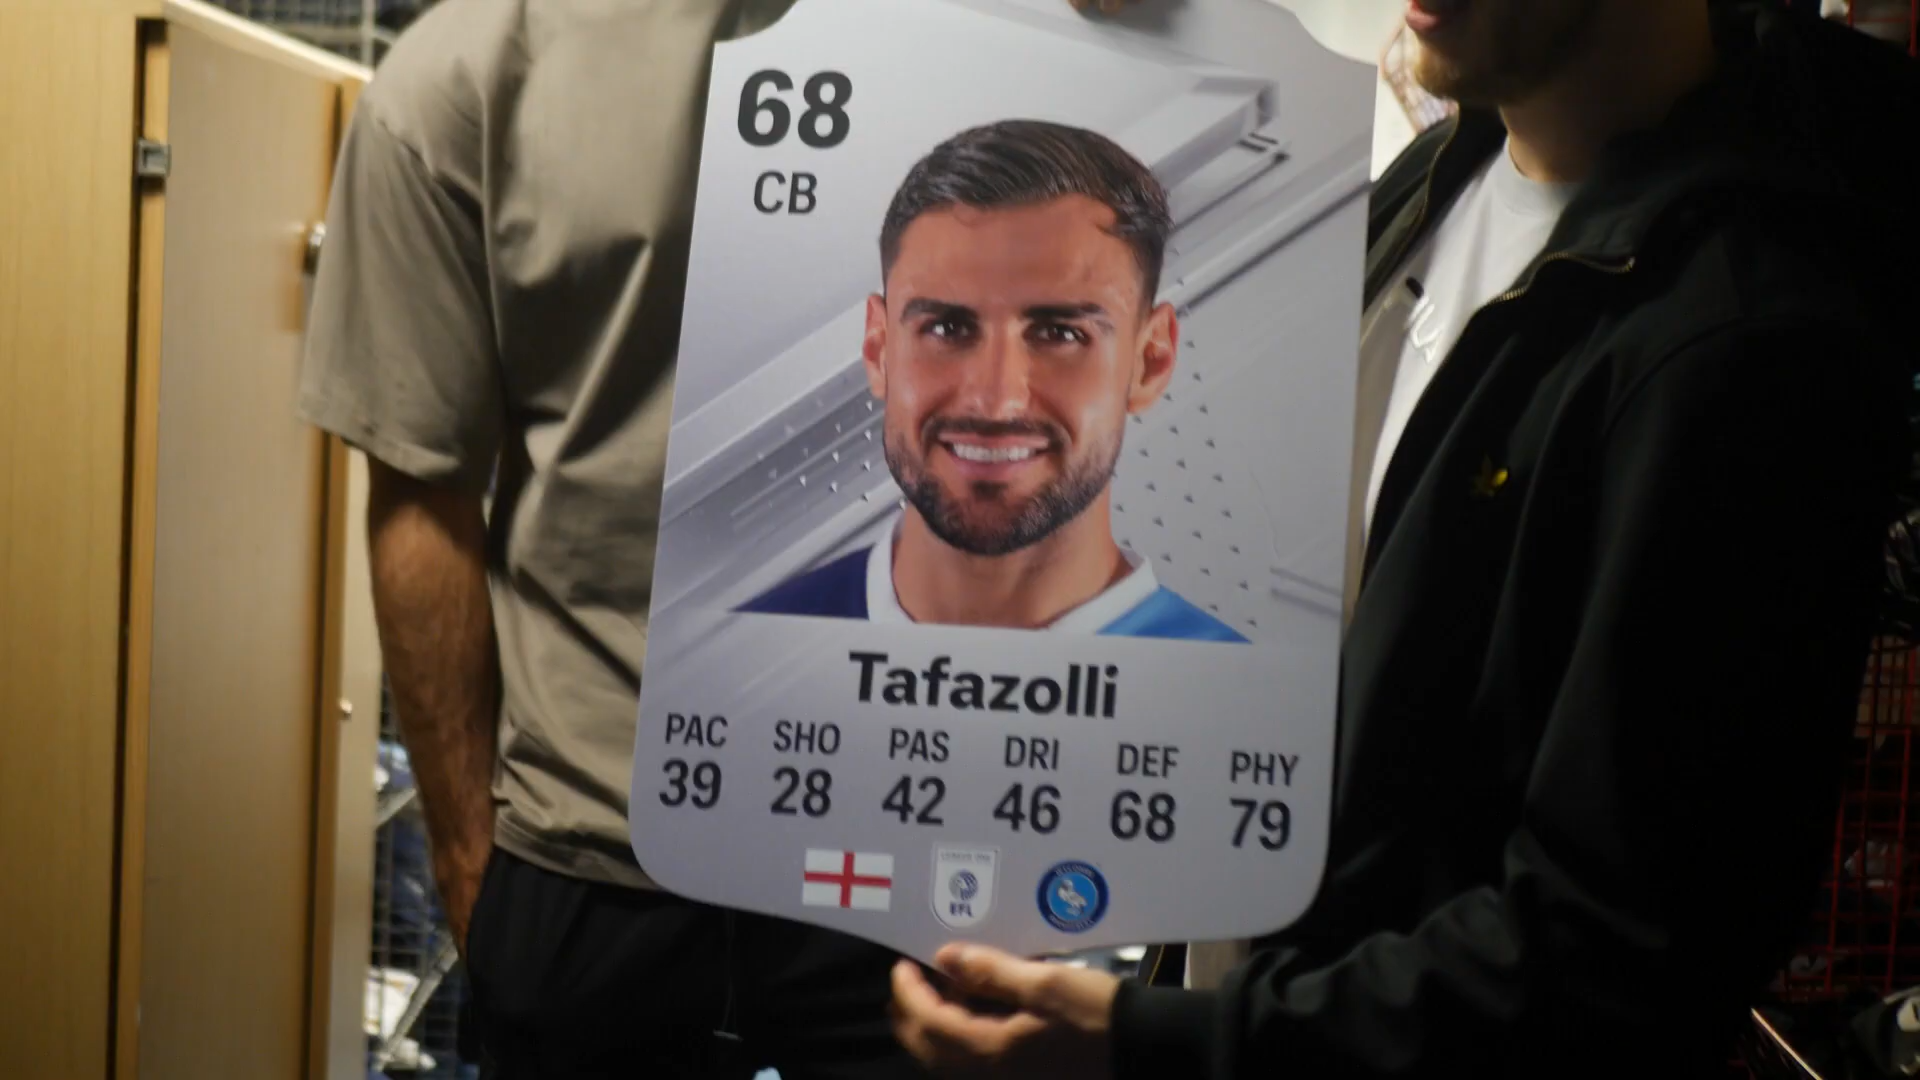 68
CB
Tafazolli
PAC SHO PAS DRI DEF PHY
39 28 42 46 68 79
EFL